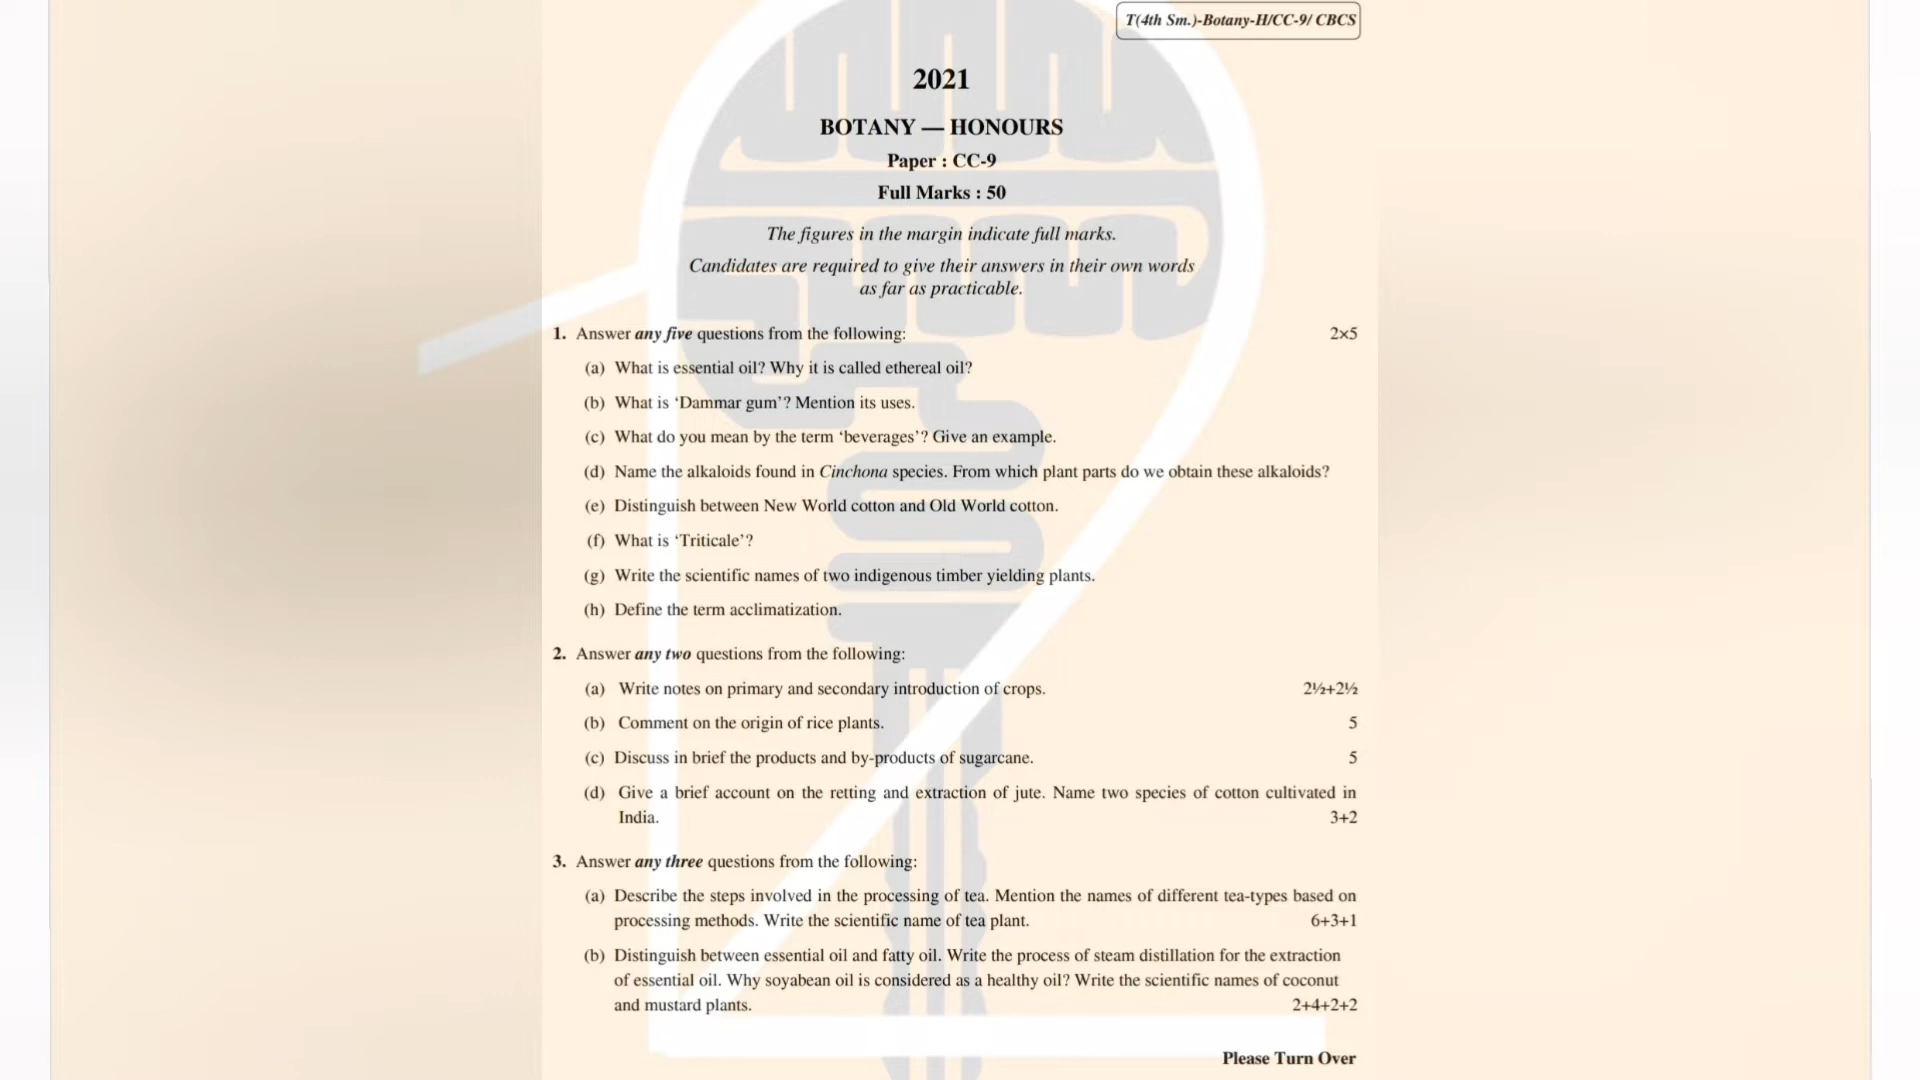 T(4th Sm.)-Botany-H/CC-9/ CBCS
2021
BOTANY — HONOURS
Paper : CC-9
Full Marks : 50
The figures in the margin indicate full marks.
Candidates are required to give their answers in their own words
as far as practicable.
1. Answer any five questions from the following: 2×5
(a) What is essential oil? Why it is called ethereal oil?
(b) What is ‘Dammar gum’? Mention its uses.
(c) What do you mean by the term ‘beverages’? Give an example.
(d) Name the alkaloids found in Cinchona species. From which plant parts do we obtain these alkaloids?
(e) Distinguish between New World cotton and Old World cotton.
(f) What is ‘Triticale’?
(g) Write the scientific names of two indigenous timber yielding plants.
(h) Define the term acclimatization.
2. Answer any two questions from the following:
(a) Write notes on primary and secondary introduction of crops. 2½+2½
(b) Comment on the origin of rice plants. 5
(c) Discuss in brief the products and by-products of sugarcane. 5
(d) Give a brief account on the retting and extraction of jute. Name two species of cotton cultivated in
India. 3+2
3. Answer any three questions from the following:
(a) Describe the steps involved in the processing of tea. Mention the names of different tea-types based on
processing methods. Write the scientific name of tea plant. 6+3+1
(b) Distinguish between essential oil and fatty oil. Write the process of steam distillation for the extraction
of essential oil. Why soyabean oil is considered as a healthy oil? Write the scientific names of coconut
and mustard plants. 2+4+2+2
Please Turn Over